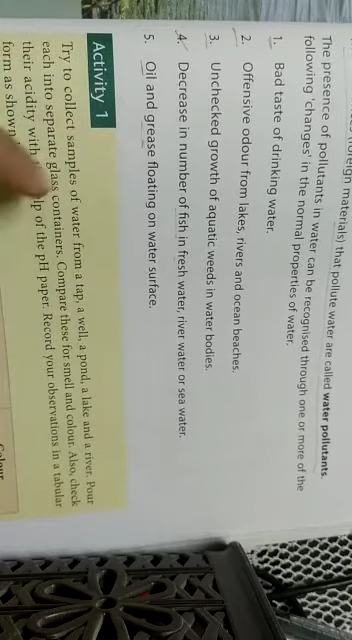 foreign materials) that pollute water are called water pollutants.
The presence of pollutants in water can be recognised through one or more of the
following 'changes' in the normal properties of water.
1. Bad taste of drinking water.
2. Offensive odour from lakes, rivers and ocean beaches.
3. Unchecked growth of aquatic weeds in water bodies.
4. Decrease in number of fish in fresh water, river water or sea water.
5. Oil and grease floating on water surface.
Activity 1
Try to collect samples of water from a tap, a well, a pond, a lake and a river. Pour
each into separate glass containers. Compare these for smell and colour. Also, check
their acidity with of the pH paper. Record your observations in a tabular
form as shown
Colour